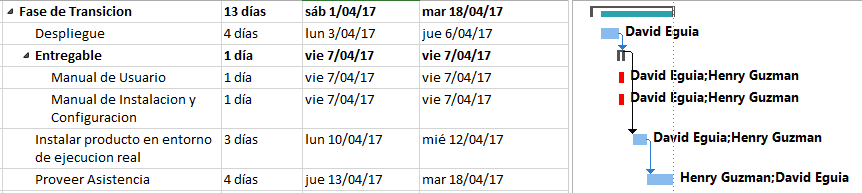 Fase de Transicion 13 días sáb 1/04/17 mar 18/04/17
Despliegue 4 días lun 3/04/17 jue 6/04/17 David Eguia
Entregable 1 día vie 7/04/17 vie 7/04/17
Manual de Usuario 1 día vie 7/04/17 vie 7/04/17 David Eguia;Henry Guzman
Manual de Instalacion y 1 día vie 7/04/17 vie 7/04/17 David Eguia;Henry Guzman
Configuracion
Instalar producto en entorno 3 días lun 10/04/17 mié 12/04/17 David Eguia;Henry Guzman
de ejecucion real
Proveer Asistencia 4 días jue 13/04/17 mar 18/04/17 Henry Guzman;David Eguia